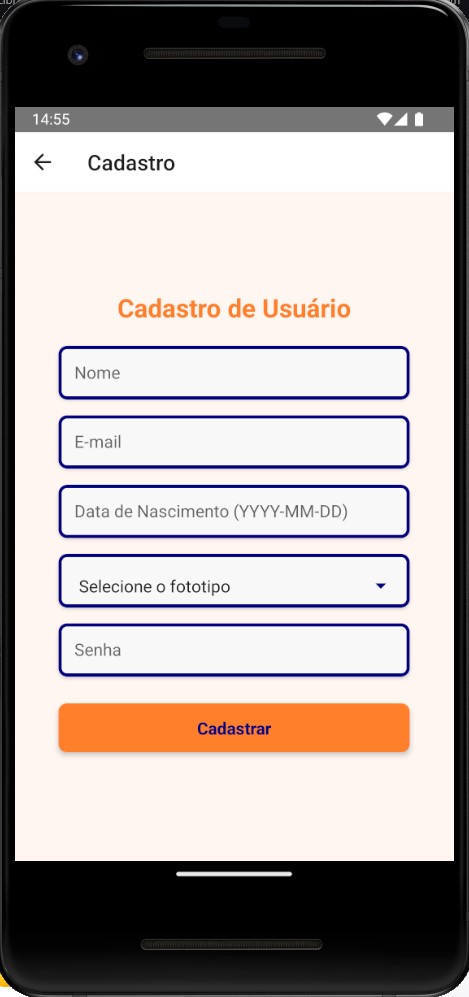 14:55
Cadastro
Cadastro de Usuário
Nome
E-mail
Data de Nascimento (YYYY-MM-DD)
Selecione o fototipo
Senha
Cadastrar